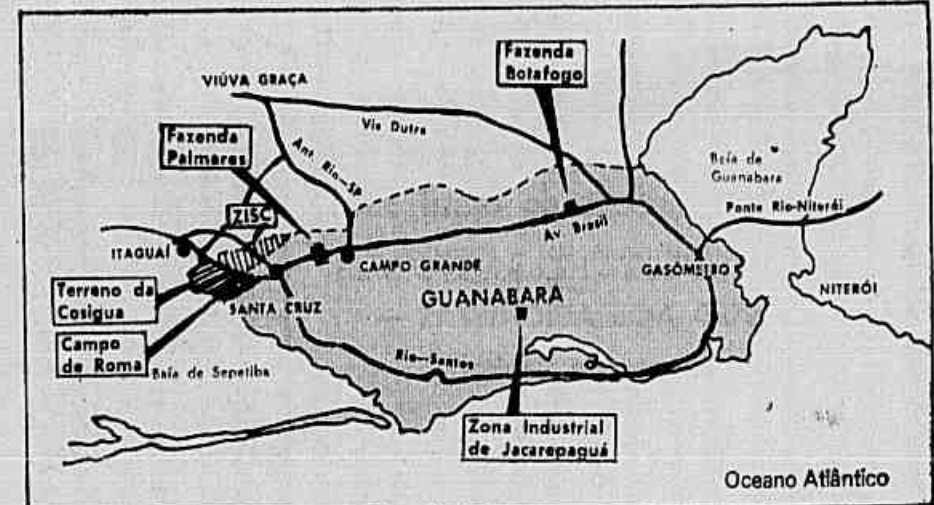 Fazenda
Botafogo
VIÚVA GRAÇA
Via Dutra
Fazenda
Palmares
Ant. Rio-SP
Baía de
Guanabara
Ponte Rio-Niterói
ZISC
Av. Brasil
ITAGUAÍ
CAMPO GRANDE
GASÔMETRO
Terreno da
Cosigua
SANTA CRUZ
GUANABARA
NITERÓI
Campo
de Roma
Baía de Sepetiba
Rio-Santos
Zona Industrial
de Jacarepaguá
Oceano Atlântico